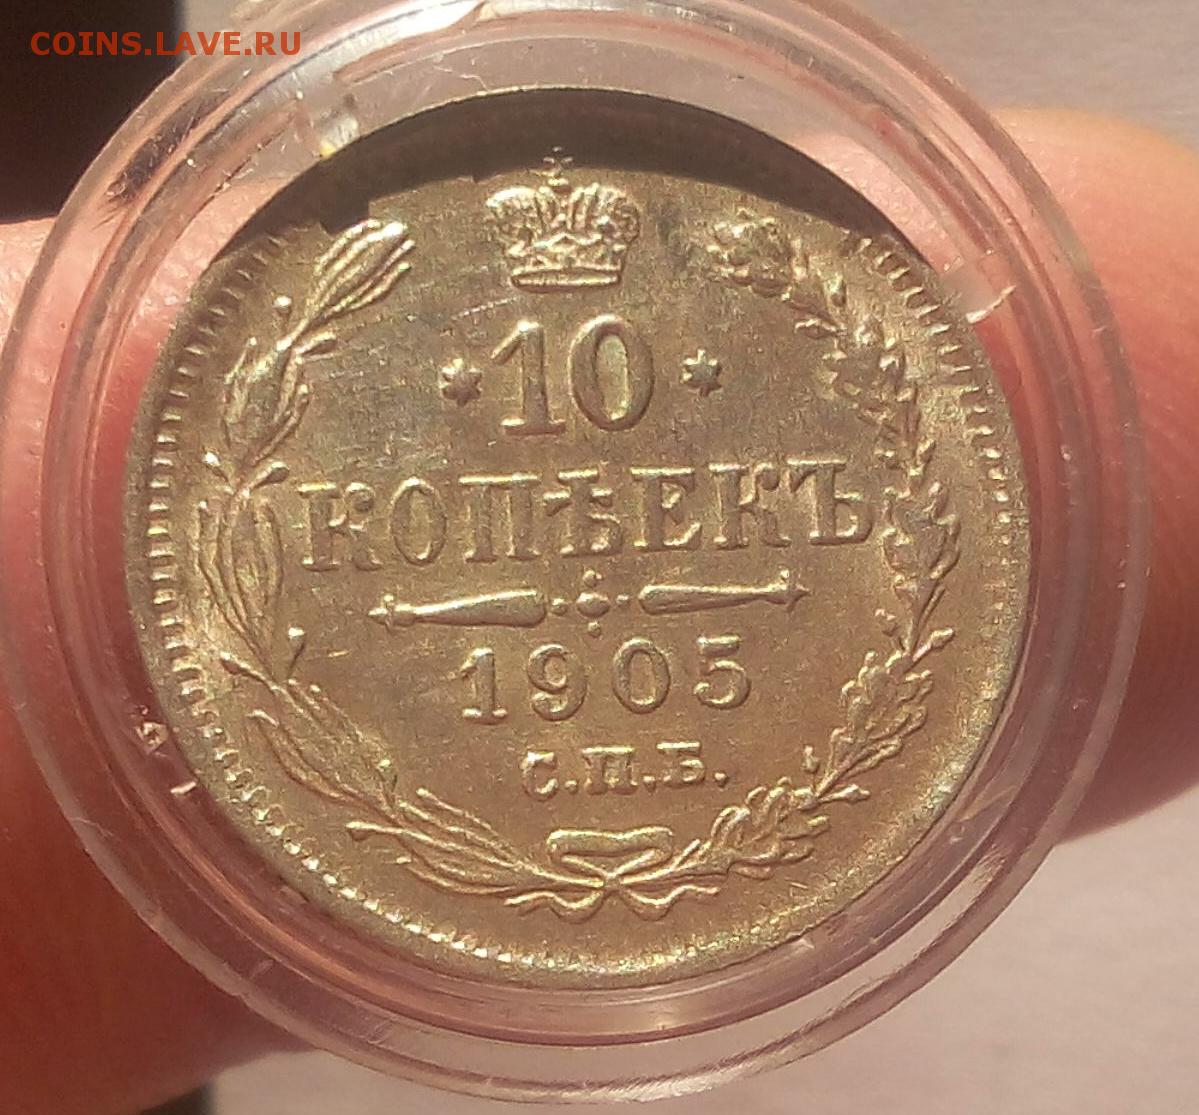 COINS.LAVE.RU
* 10 *
КОПѢЕКЪ
1905
С.П.Б.